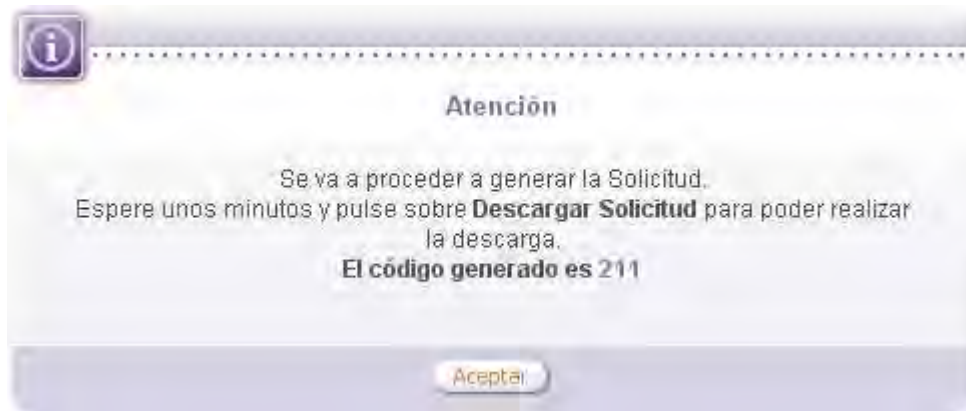 Atención
Se va a proceder a generar la Solicitud.
Espere unos minutos y pulse sobre Descargar Solicitud para poder realizar
la descarga.
El código generado es 211
Aceptar